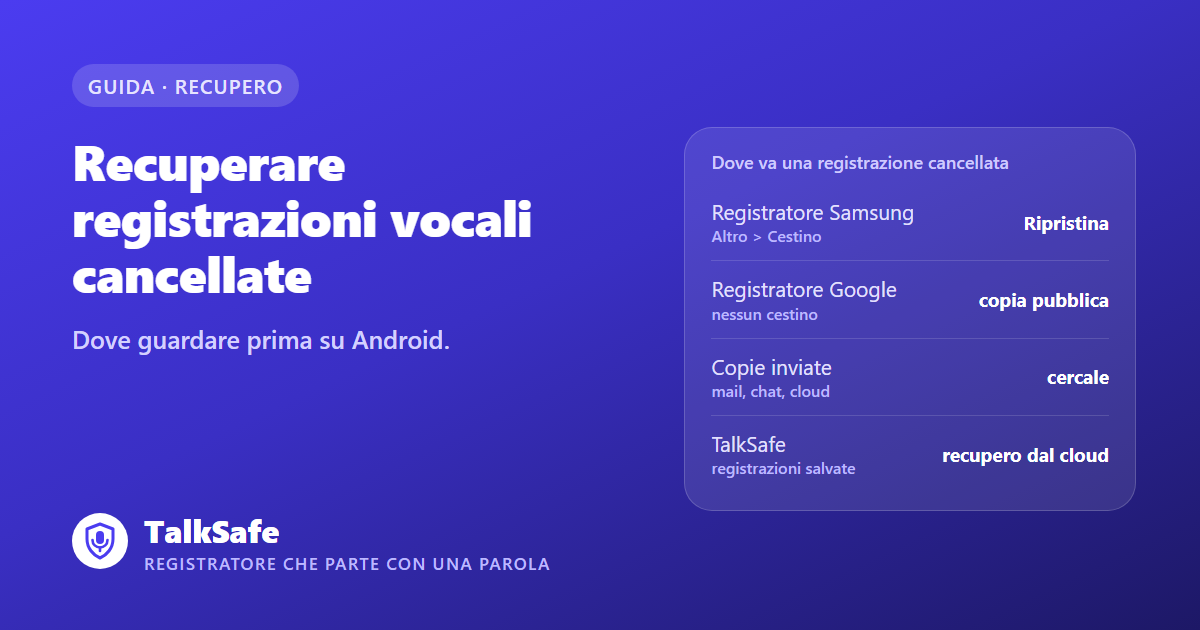 GUIDA · RECUPERO
Recuperare
registrazioni vocali
cancellate
Dove guardare prima su Android.
TalkSafe
REGISTRATORE CHE PARTE CON UNA PAROLA
Dove va una registrazione cancellata
Registratore Samsung
Altro > Cestino
Ripristina
Registratore Google
nessun cestino
copia pubblica
Copie inviate
mail, chat, cloud
cercale
TalkSafe
registrazioni salvate
recupero dal cloud